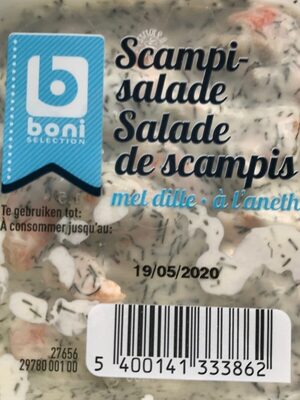 boni
SELECTION
Scampi-
salade
Salade
de scampis
met dille • à l'aneth
Te gebruiken tot:
À consommer jusqu'au:
19/05/2020
27656
29780 001 00
5 400141 333862